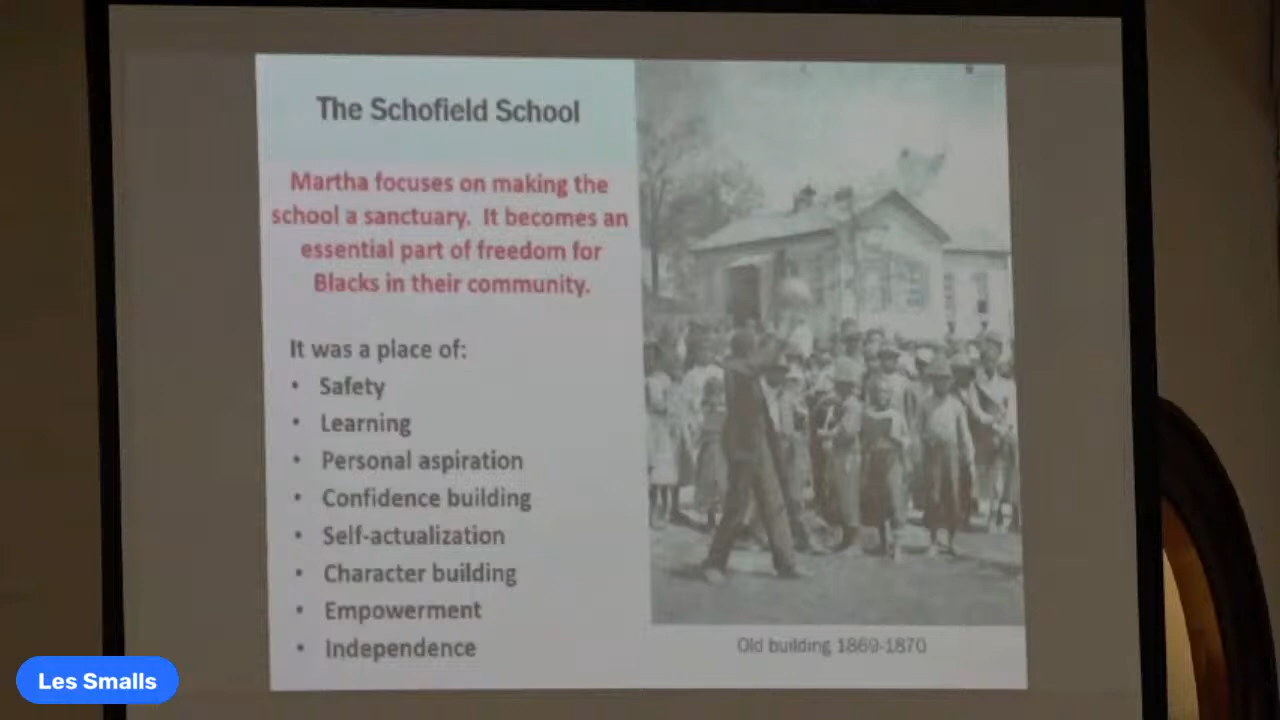 The Schofield School
Martha focuses on making the
school a sanctuary. It becomes an
essential part of freedom for
Blacks in their community.
It was a place of:
• Safety
• Learning
• Personal aspiration
• Confidence building
• Self-actualization
• Character building
• Empowerment
• Independence
Old building 1869-1870
Les Smalls